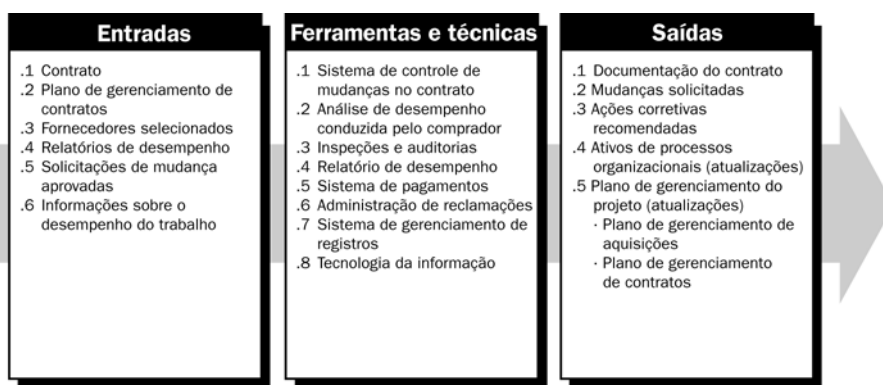 Entradas
.1 Contrato
.2 Plano de gerenciamento de
contratos
.3 Fornecedores selecionados
.4 Relatórios de desempenho
.5 Solicitações de mudança
aprovadas
.6 Informações sobre o
desempenho do trabalho
Ferramentas e técnicas
.1 Sistema de controle de
mudanças no contrato
.2 Análise de desempenho
conduzida pelo comprador
.3 Inspeções e auditorias
.4 Relatório de desempenho
.5 Sistema de pagamentos
.6 Administração de reclamações
.7 Sistema de gerenciamento de
registros
.8 Tecnologia da informação
Saídas
.1 Documentação do contrato
.2 Mudanças solicitadas
.3 Ações corretivas
recomendadas
.4 Ativos de processos
organizacionais (atualizações)
.5 Plano de gerenciamento do
projeto (atualizações)
· Plano de gerenciamento de
aquisições
· Plano de gerenciamento
de contratos